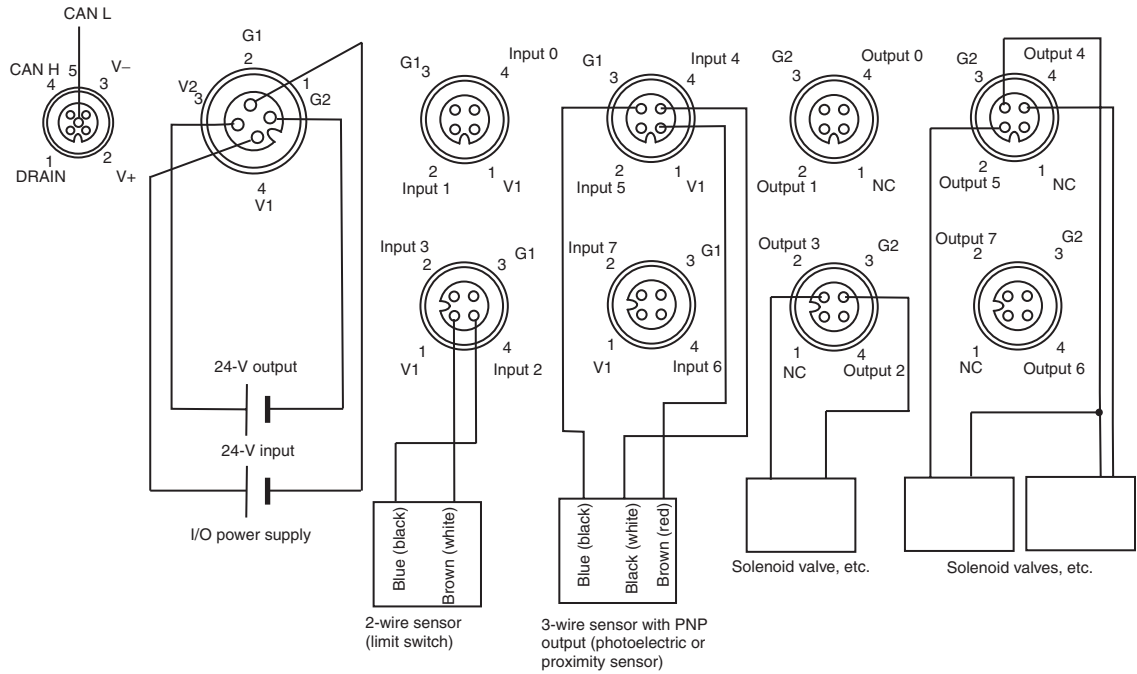 CAN L
CAN H
5
V–
4
3
1
2
DRAIN
V+
G1
2
V2
3
1
G2
4
V1
24-V output
24-V input
I/O power supply
G1
3
Input 0
4
2
1
Input 1
V1
Input 3
G1
2
3
1
4
V1
Input 2
Blue (black)
Brown (white)
2-wire sensor
(limit switch)
G1
Input 4
3
4
2
1
Input 5
V1
Input 7
G1
2
3
1
4
V1
Input 6
Blue (black)
Black (white)
Brown (red)
3-wire sensor with PNP
output (photoelectric or
proximity sensor)
G2
Output 0
3
4
2
1
Output 1
NC
Output 3
G2
2
3
1
4
NC
Output 2
Solenoid valve, etc.
G2
Output 4
3
4
2
1
Output 5
NC
Output 7
G2
2
3
1
4
NC
Output 6
Solenoid valves, etc.